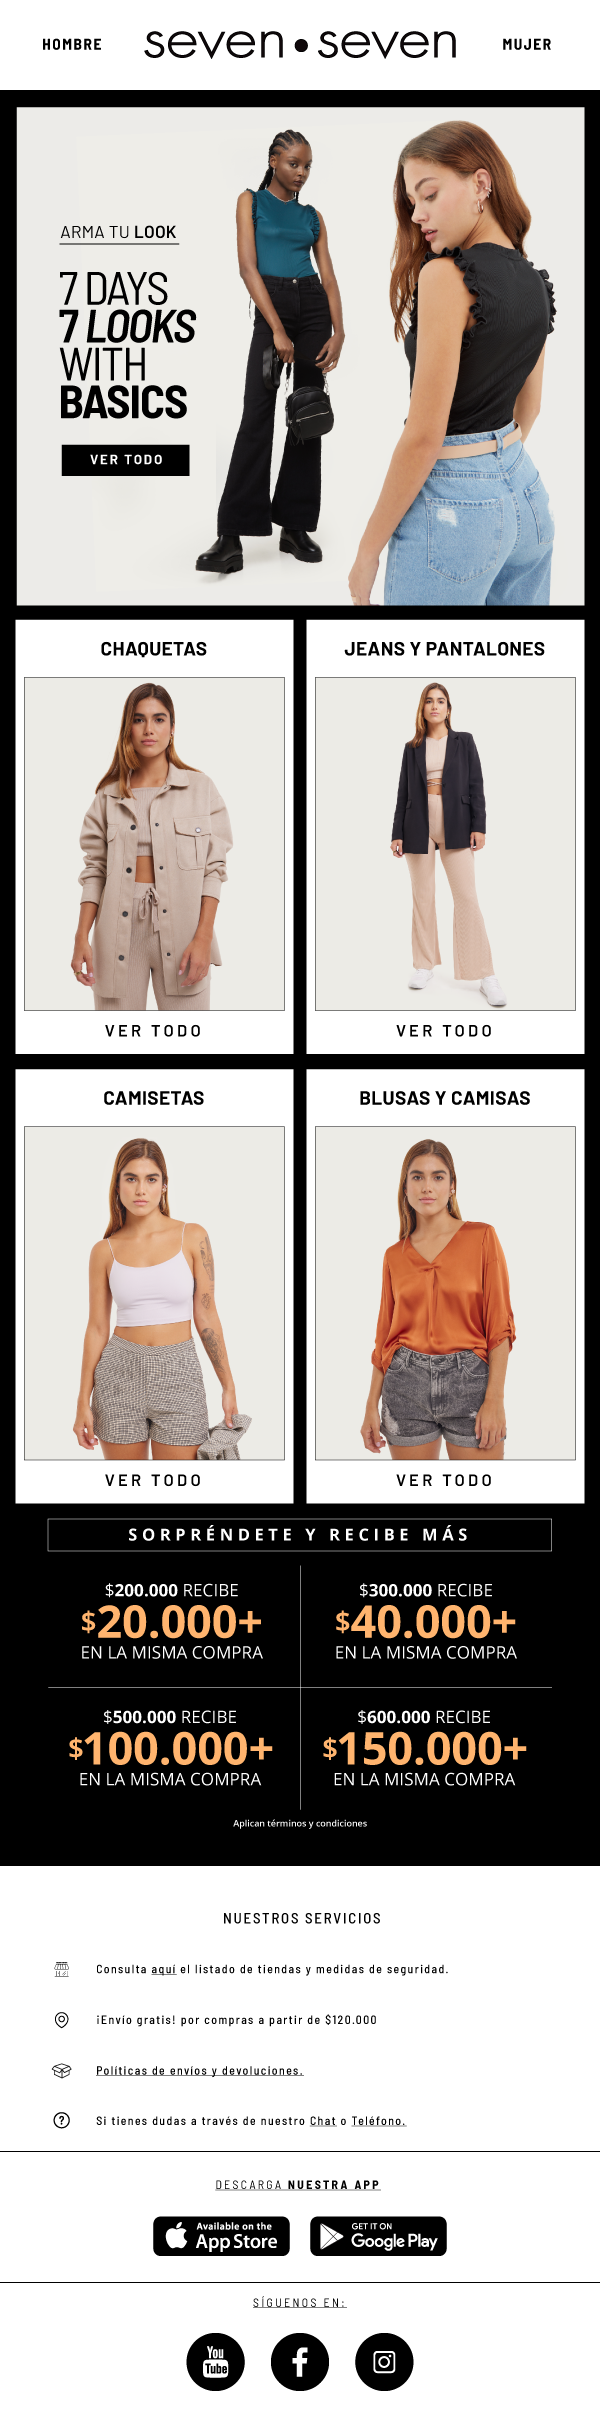 HOMBRE
seven•seven
MUJER
ARMA TU LOOK
7 DAYS
7 LOOKS
WITH
BASICS
VER TODO
CHAQUETAS
VER TODO
JEANS Y PANTALONES
VER TODO
CAMISETAS
VER TODO
BLUSAS Y CAMISAS
VER TODO
SORPRÉNDETE Y RECIBE MÁS
$200.000 RECIBE
$20.000+
EN LA MISMA COMPRA
$300.000 RECIBE
$40.000+
EN LA MISMA COMPRA
$500.000 RECIBE
$100.000+
EN LA MISMA COMPRA
$600.000 RECIBE
$150.000+
EN LA MISMA COMPRA
Aplican términos y condiciones
NUESTROS SERVICIOS
Consulta aquí el listado de tiendas y medidas de seguridad.
¡Envío gratis! por compras a partir de $120.000
Políticas de envíos y devoluciones.
Si tienes dudas a través de nuestro Chat o Teléfono.
DESCARGA NUESTRA APP
Available on the
App Store
GET IT ON
Google Play
SÍGUENOS EN:
You
Tube